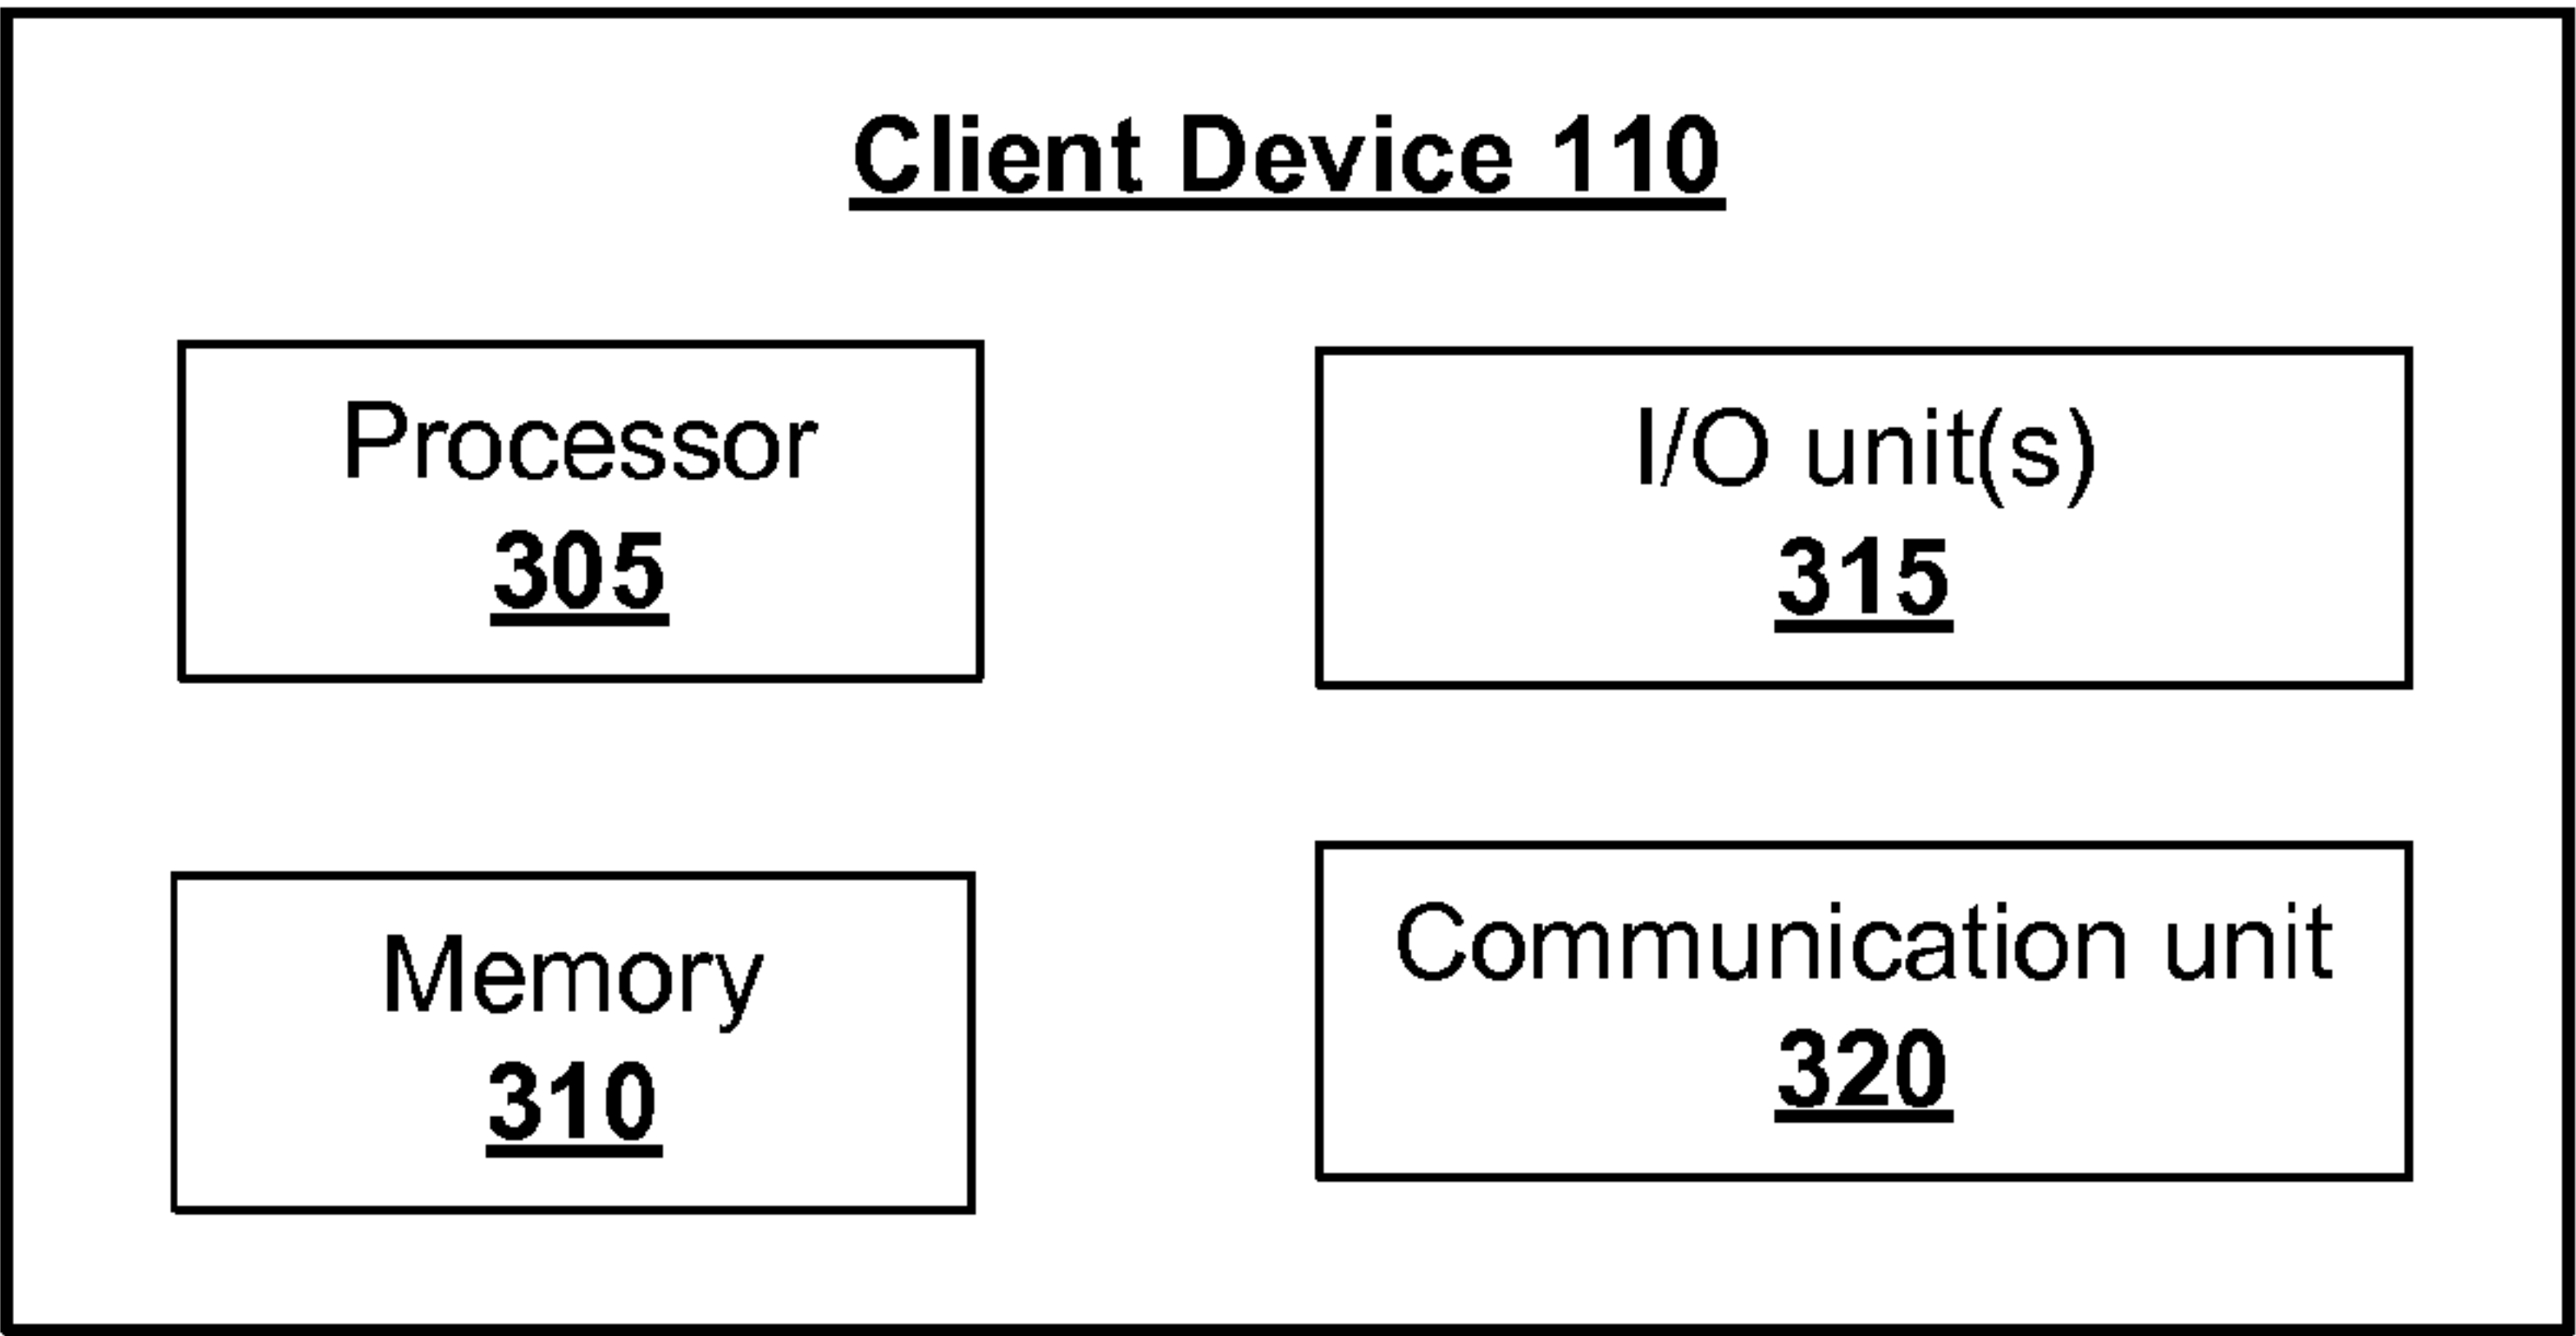 Client Device 110
Processor
305
I/O unit(s)
315
Memory
310
Communication unit
320